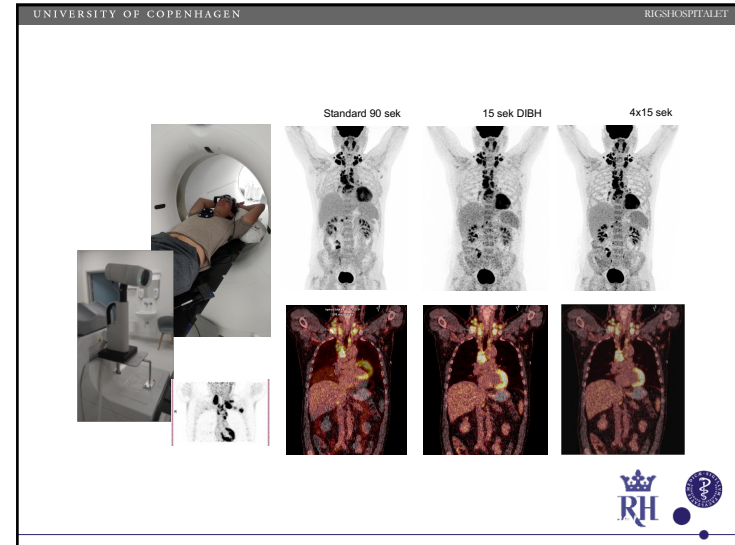 UNIVERSITY OF COPENHAGEN
RIGSHOSPITALET
Standard 90 sek
15 sek DIBH
4x15 sek
RH